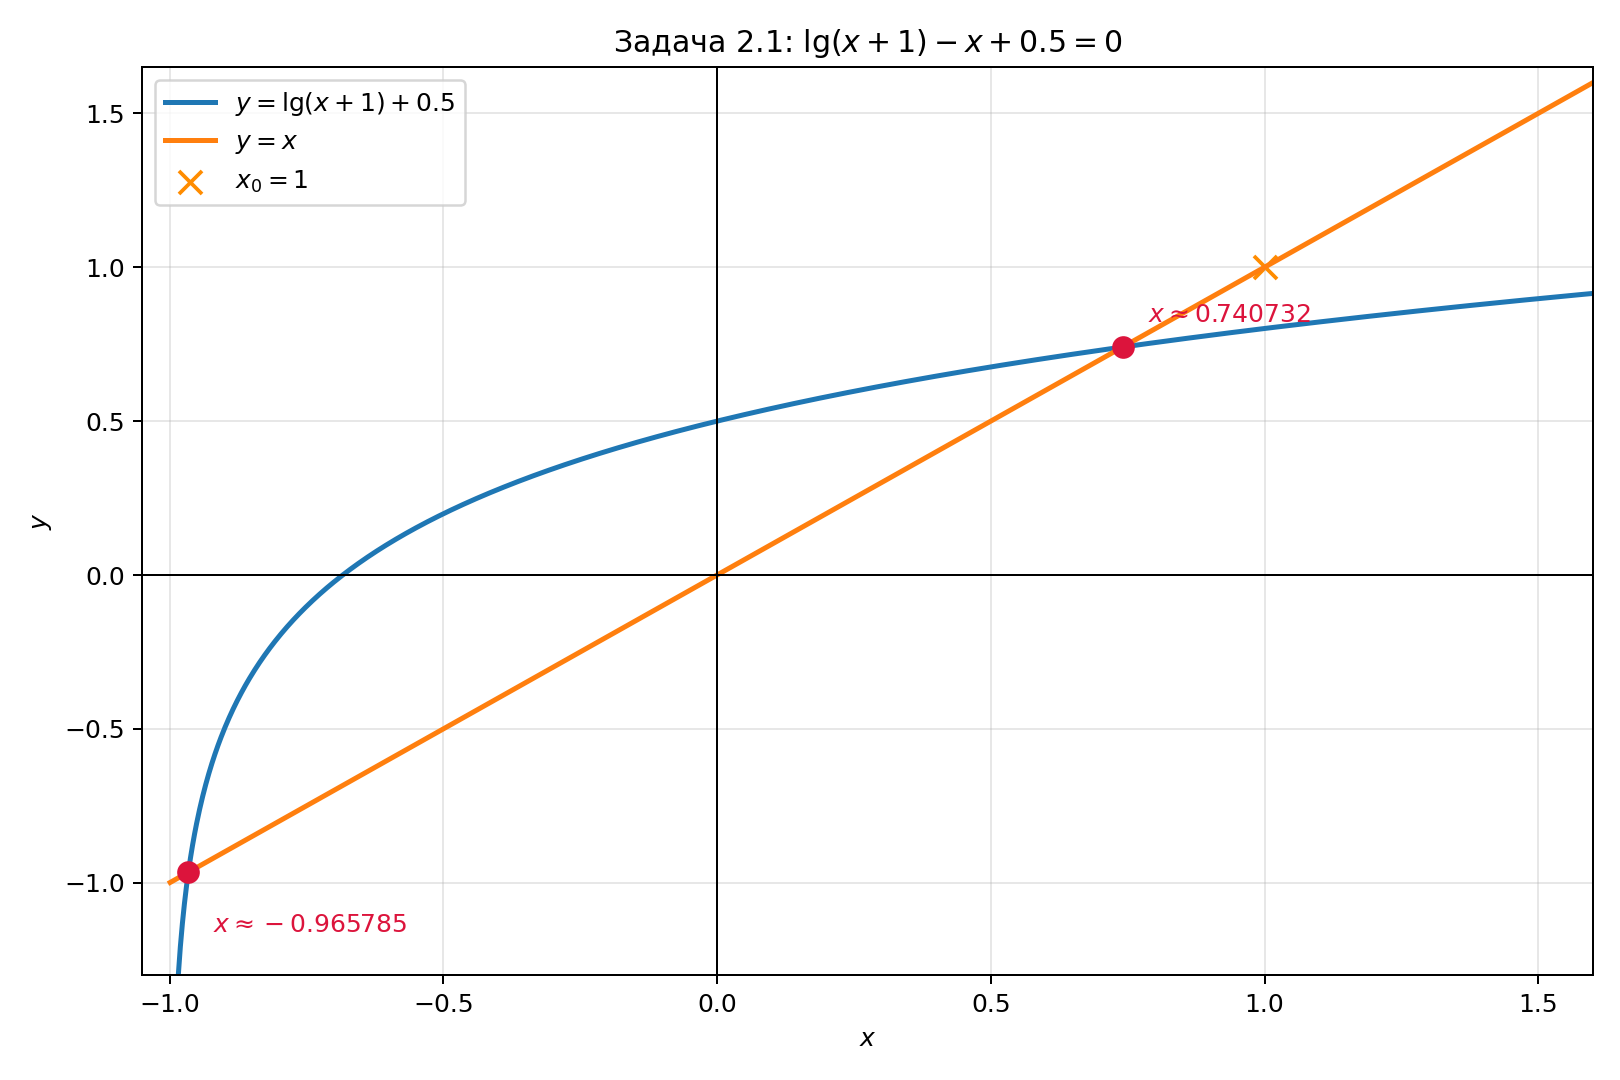 Задача 2.1: lg(x + 1) − x + 0.5 = 0
y = lg(x + 1) + 0.5
y = x
x₀ = 1
1.5
1.0
0.5
0.0
−0.5
−1.0
y
x ≈ 0.740732
x ≈ −0.965785
−1.0 −0.5 0.0 0.5 1.0 1.5
x